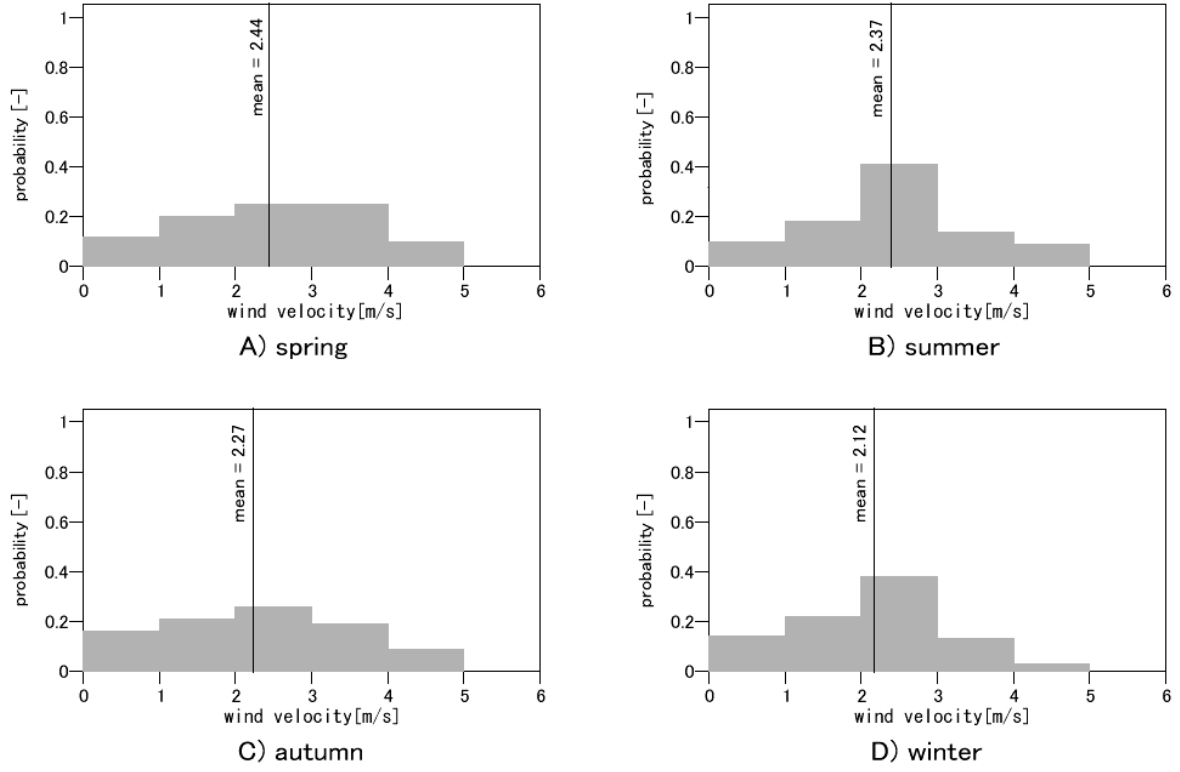 1
0.8
0.6
0.4
0.2
0
probability [-]
mean = 2.44
0 1 2 3 4 5 6
wind velocity[m/s]
A) spring
1
0.8
0.6
0.4
0.2
0
probability [-]
mean = 2.37
0 1 2 3 4 5 6
wind velocity[m/s]
B) summer
1
0.8
0.6
0.4
0.2
0
probability [-]
mean = 2.27
0 1 2 3 4 5 6
wind velocity[m/s]
C) autumn
1
0.8
0.6
0.4
0.2
0
probability [-]
mean = 2.12
0 1 2 3 4 5 6
wind velocity[m/s]
D) winter